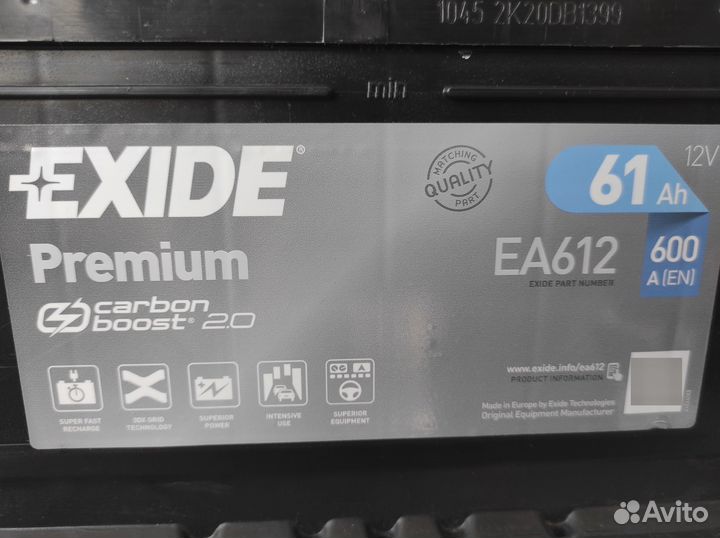 1045 2K20DB1399
min
EXIDE®
MATCHING QUALITY PART
61 Ah
12V
Premium
EA612
600 A (EN)
EXIDE PART NUMBER
carbon boost® 2.0
www.exide.info/ea612
PRODUCT INFORMATION
SUPER FAST RECHARGE
3DX-GRID TECHNOLOGY
SUPERIOR POWER
INTENSIVE USE
SUPERIOR EQUIPMENT
Made in Europe by Exide Technologies
Original Equipment Manufacturer
Avito